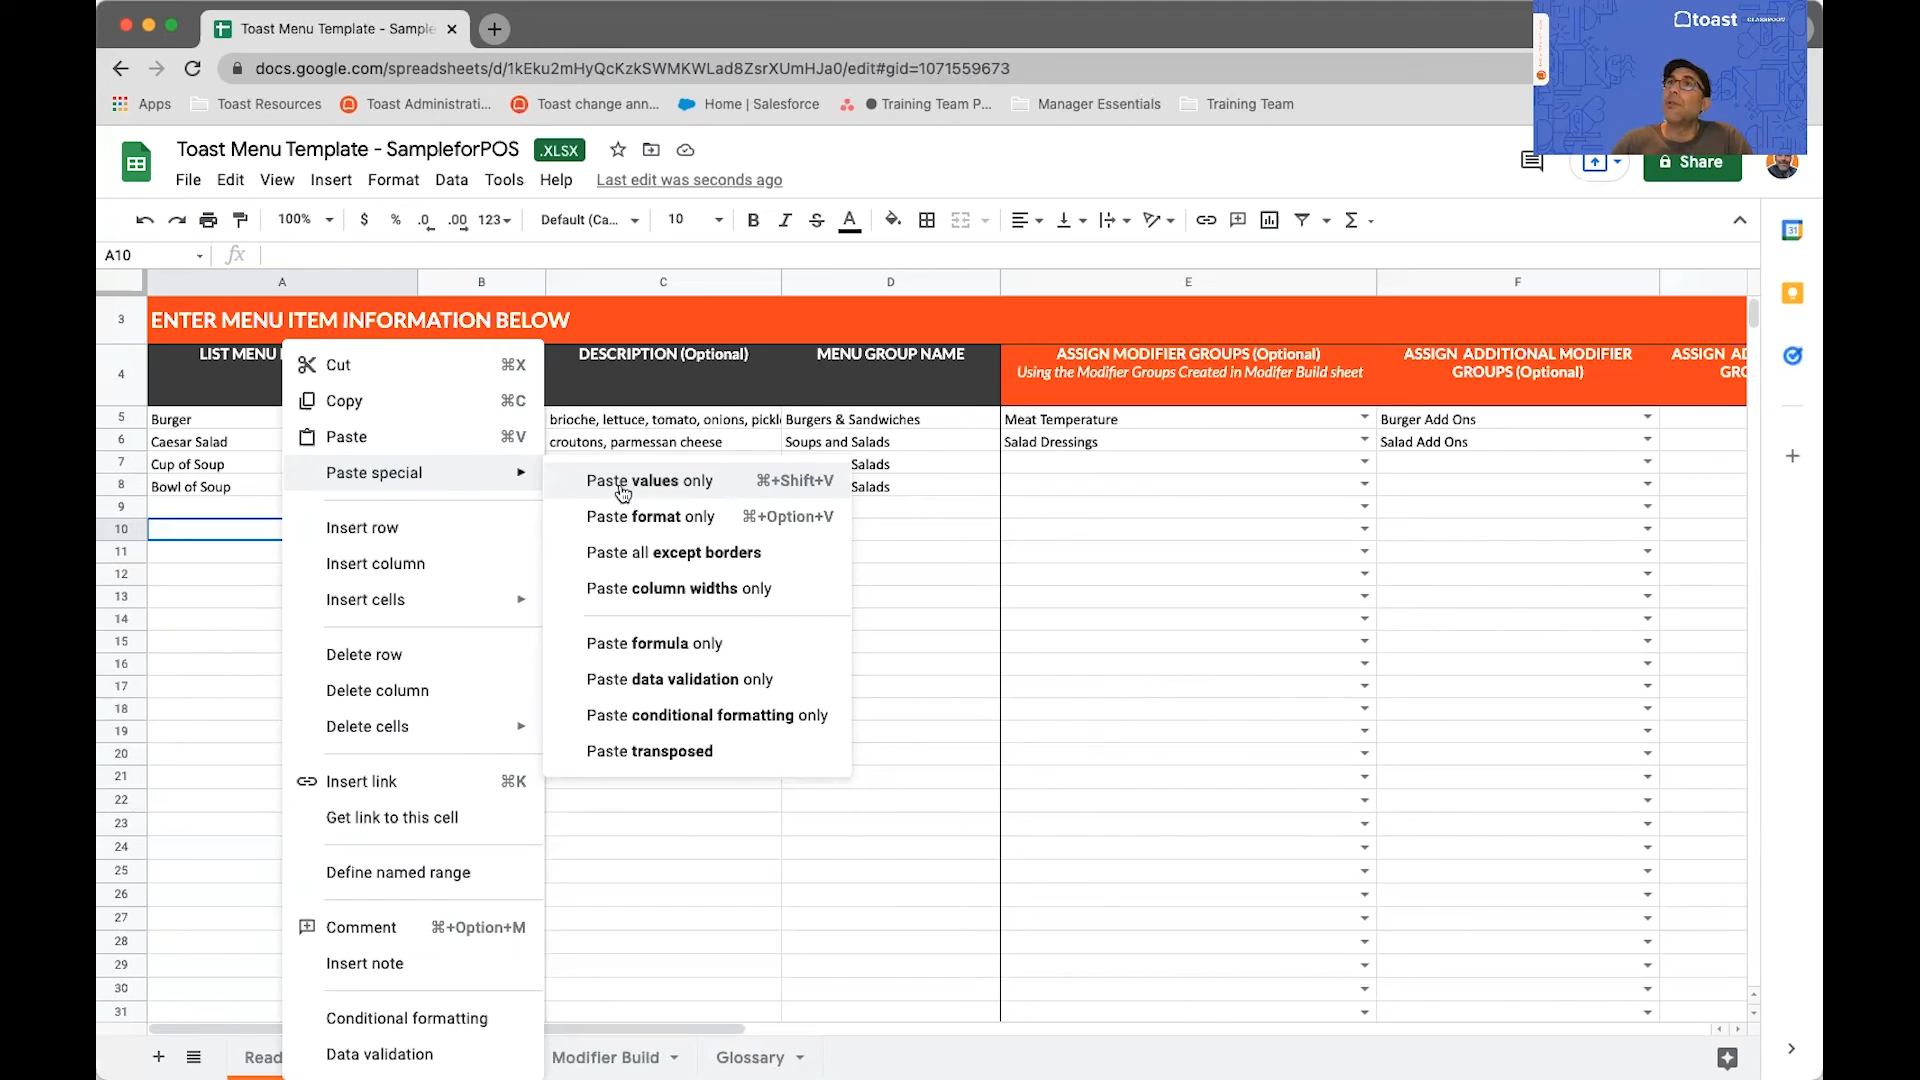 Toast Menu Template - Sample
toast CLASSROOM
docs.google.com/spreadsheets/d/1kEku2mHyQcKzkSWMKWLad8ZsrXUmHJa0/edit#gid=1071559673
Apps Toast Resources Toast Administrati... Toast change ann... Home | Salesforce Training Team P... Manager Essentials Training Team
Toast Menu Template - SampleforPOS .XLSX
File Edit View Insert Format Data Tools Help Last edit was seconds ago
Share
100% $ % .0 .00 123 Default (Ca... 10 B I S A Σ
A10 fx
A B C D E F
3 ENTER MENU ITEM INFORMATION BELOW
4 LIST MENU DESCRIPTION (Optional) MENU GROUP NAME ASSIGN MODIFIER GROUPS (Optional) ASSIGN ADDITIONAL MODIFIER ASSIGN AD
Using the Modifier Groups Created in Modifer Build sheet GROUPS (Optional) GRO
5 Burger brioche, lettuce, tomato, onions, pickl Burgers & Sandwiches Meat Temperature Burger Add Ons
6 Caesar Salad croutons, parmessan cheese Soups and Salads Salad Dressings Salad Add Ons
7 Cup of Soup Salads
8 Bowl of Soup Salads
9
10
11
12
13
14
15
16
17
18
19
20
21
22
23
24
25
26
27
28
29
30
31
Cut ⌘X
Copy ⌘C
Paste ⌘V
Paste special
Insert row
Insert column
Insert cells
Delete row
Delete column
Delete cells
Insert link ⌘K
Get link to this cell
Define named range
Comment ⌘+Option+M
Insert note
Conditional formatting
Data validation
Paste values only ⌘+Shift+V
Paste format only ⌘+Option+V
Paste all except borders
Paste column widths only
Paste formula only
Paste data validation only
Paste conditional formatting only
Paste transposed
Read Modifier Build Glossary
31